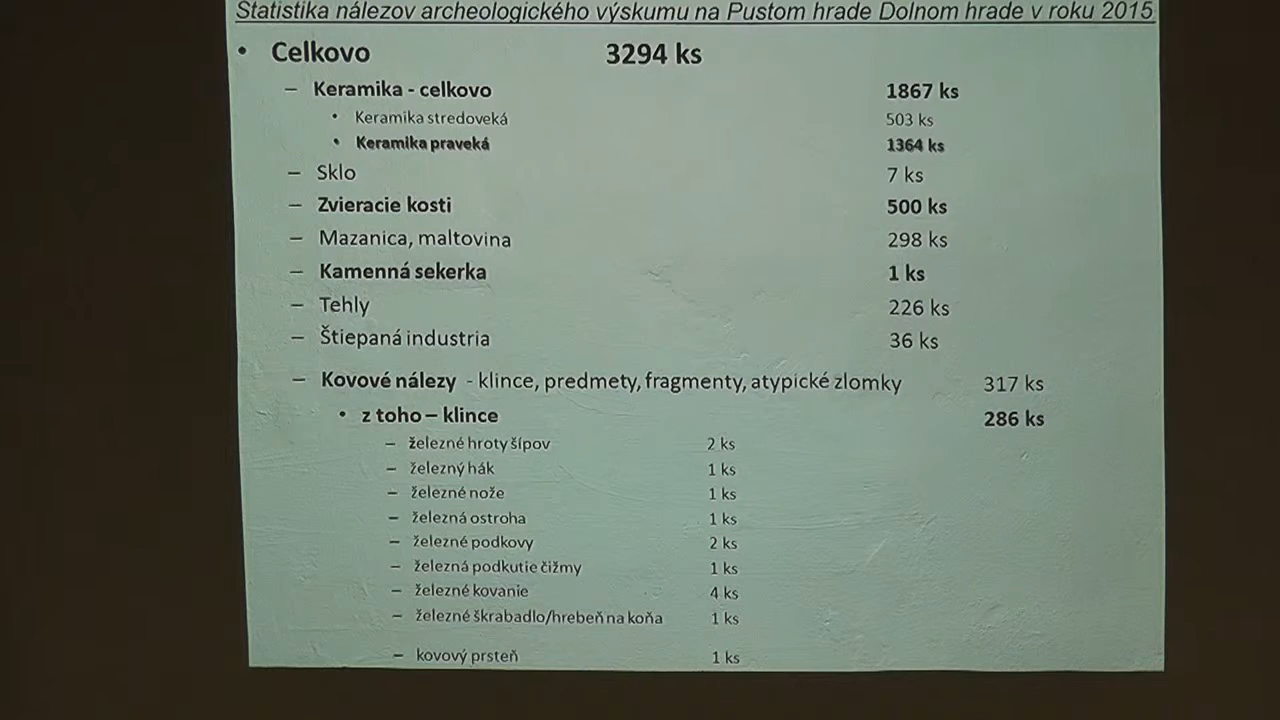 Statistika nálezov archeologického výskumu na Pustom hrade Dolnom hrade v roku 2015
• Celkovo 3294 ks
– Keramika - celkovo 1867 ks
• Keramika stredoveká 503 ks
• Keramika praveká 1364 ks
– Sklo 7 ks
– Zvieracie kosti 500 ks
– Mazanica, maltovina 298 ks
– Kamenná sekerka 1 ks
– Tehly 226 ks
– Štiepaná industria 36 ks
– Kovové nálezy - klince, predmety, fragmenty, atypické zlomky 317 ks
• z toho – klince 286 ks
– železné hroty šípov 2 ks
– železný hák 1 ks
– železné nože 1 ks
– železná ostroha 1 ks
– železné podkovy 2 ks
– železná podkutie čižmy 1 ks
– železné kovanie 4 ks
– železné škrabadlo/hrebeň na koňa 1 ks
– kovový prsteň 1 ks